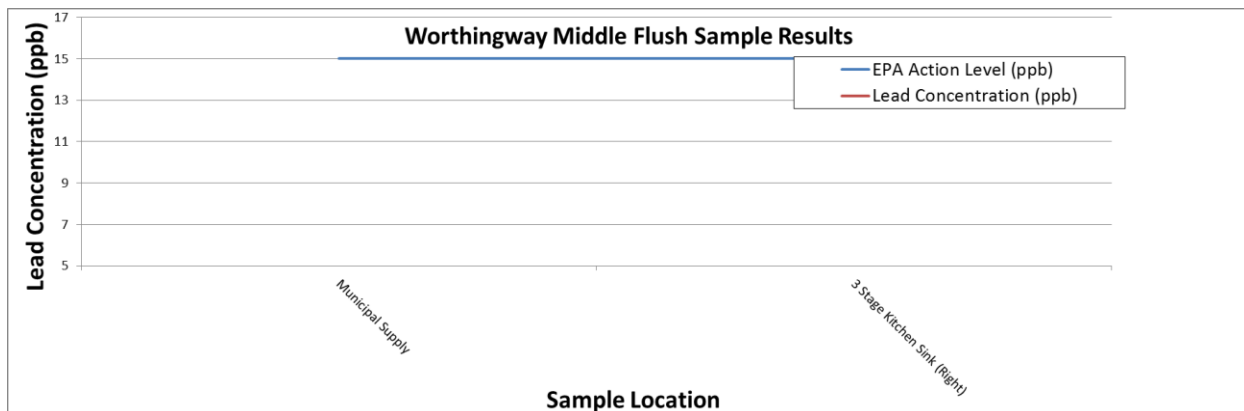 Worthingway Middle Flush Sample Results
Lead Concentration (ppb)
17
15
13
11
9
7
5
EPA Action Level (ppb)
Lead Concentration (ppb)
Municipal Supply
3 Stage Kitchen Sink (Right)
Sample Location